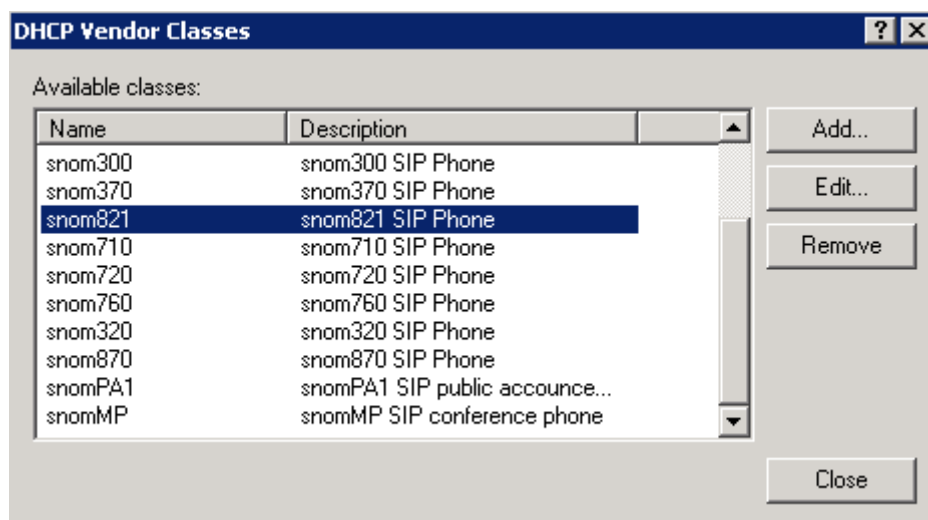 DHCP Vendor Classes
Available classes:
Name Description
snom300 snom300 SIP Phone
snom370 snom370 SIP Phone
snom821 snom821 SIP Phone
snom710 snom710 SIP Phone
snom720 snom720 SIP Phone
snom760 snom760 SIP Phone
snom320 snom320 SIP Phone
snom870 snom870 SIP Phone
snomPA1 snomPA1 SIP public accounce...
snomMP snomMP SIP conference phone
Add...
Edit...
Remove
Close